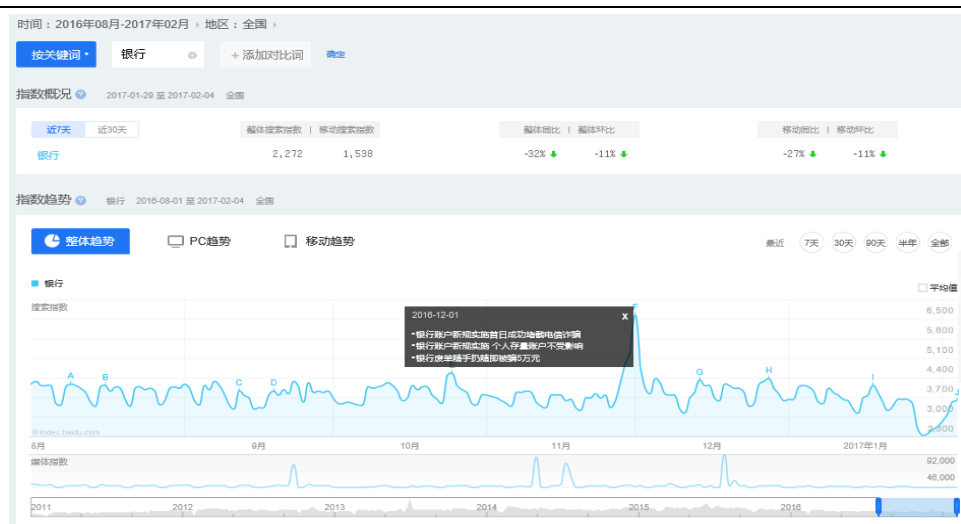 时间：2016年08月-2017年02月 › 地区：全国 ›
按关键词 银行 + 添加对比词 确定
指数概况 2017-01-29 至 2017-02-04 全国
近7天 近30天 整体搜索指数 | 移动搜索指数 整体同比 | 整体环比 移动同比 | 移动环比
银行 2,272 1,538 -32% -11% -27% -11%
指数趋势 银行 2016-08-01 至 2017-02-04 全国
整体趋势 PC趋势 移动趋势 最近 7天 30天 90天 半年 全部
银行 平均值
搜索指数
2016-12-01 x
-银行账户新规实施首日成功堵截电信诈骗
-银行账户新规实施 个人存量账户不受影响
-银行废单随手扔随即被骗5万元
6,500
5,800
5,100
4,400
3,700
3,000
2,300
A B C D F G H I
©index.baidu.com
8月 9月 10月 11月 12月 2017年1月
媒体指数
92,000
46,000
2011 2012 2013 2014 2015 2016